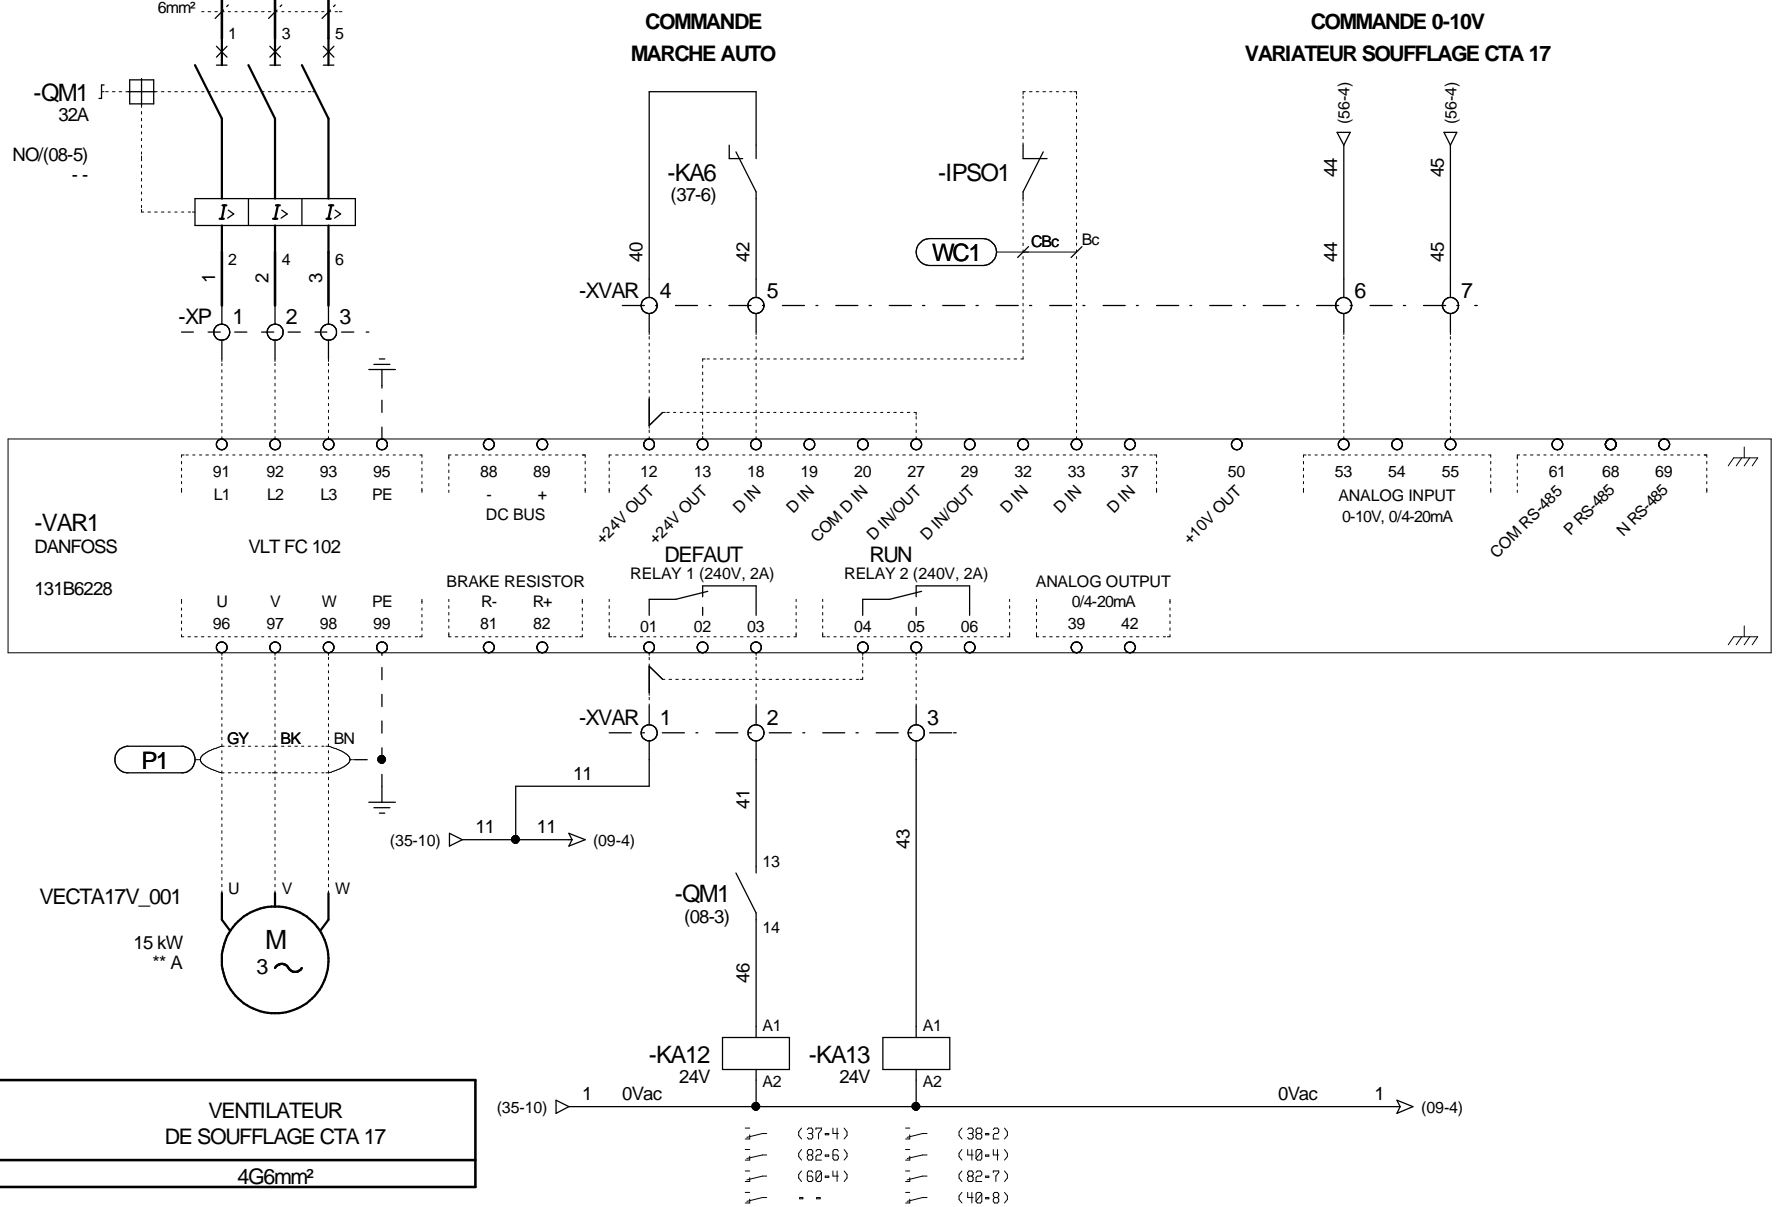 6mm²
1 3 5
COMMANDE
MARCHE AUTO
COMMANDE 0-10V
VARIATEUR SOUFFLAGE CTA 17
-QM1
32A
NO/(08-5)
- -
I> I> I>
2 4 6
1 2 3
-XP 1 2 3
-KA6
(37-6)
40 42
-IPSO1
WC1 CBc Bc
(56-4) (56-4)
44 45
44 45
-XVAR 4 5 6 7
91 92 93 95 88 89 12 13 18 19 20 27 29 32 33 37 50 53 54 55 61 68 69
L1 L2 L3 PE
- +
DC BUS
+24V OUT +24V OUT D IN D IN COM D IN D IN/OUT D IN/OUT D IN D IN D IN +10V OUT
ANALOG INPUT
0-10V, 0/4-20mA
COM RS-485 P RS-485 N RS-485
-VAR1
DANFOSS
131B6228
VLT FC 102
BRAKE RESISTOR
R- R+
81 82
DEFAUT
RELAY 1 (240V, 2A)
01 02 03
RUN
RELAY 2 (240V, 2A)
04 05 06
ANALOG OUTPUT
0/4-20mA
39 42
U V W PE
96 97 98 99
-XVAR 1 2 3
P1 GY BK BN
11
(35-10) 11 11 (09-4)
41 43
VECTA17V_001
U V W
15 kW
** A
M
3
13
-QM1
(08-3)
14
46
A1 A1
-KA12
24V
-KA13
24V
A2 A2
(35-10) 1 0Vac 0Vac 1 (09-4)
(37-4) (38-2)
(82-6) (40-4)
(60-4) (82-7)
- - (40-8)
VENTILATEUR
DE SOUFFLAGE CTA 17
4G6mm²